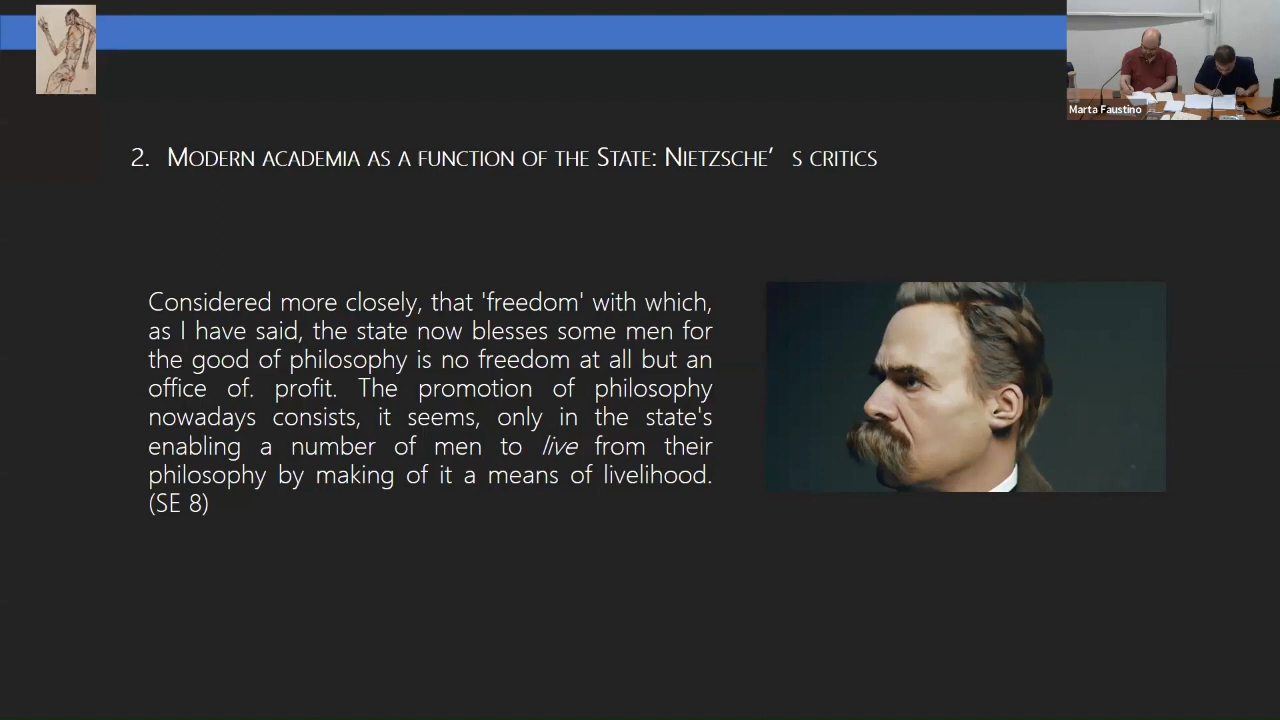 Marta Faustino
2. MODERN ACADEMIA AS A FUNCTION OF THE STATE: NIETZSCHE’ S CRITICS
Considered more closely, that 'freedom' with which,
as I have said, the state now blesses some men for
the good of philosophy is no freedom at all but an
office of. profit. The promotion of philosophy
nowadays consists, it seems, only in the state's
enabling a number of men to live from their
philosophy by making of it a means of livelihood.
(SE 8)